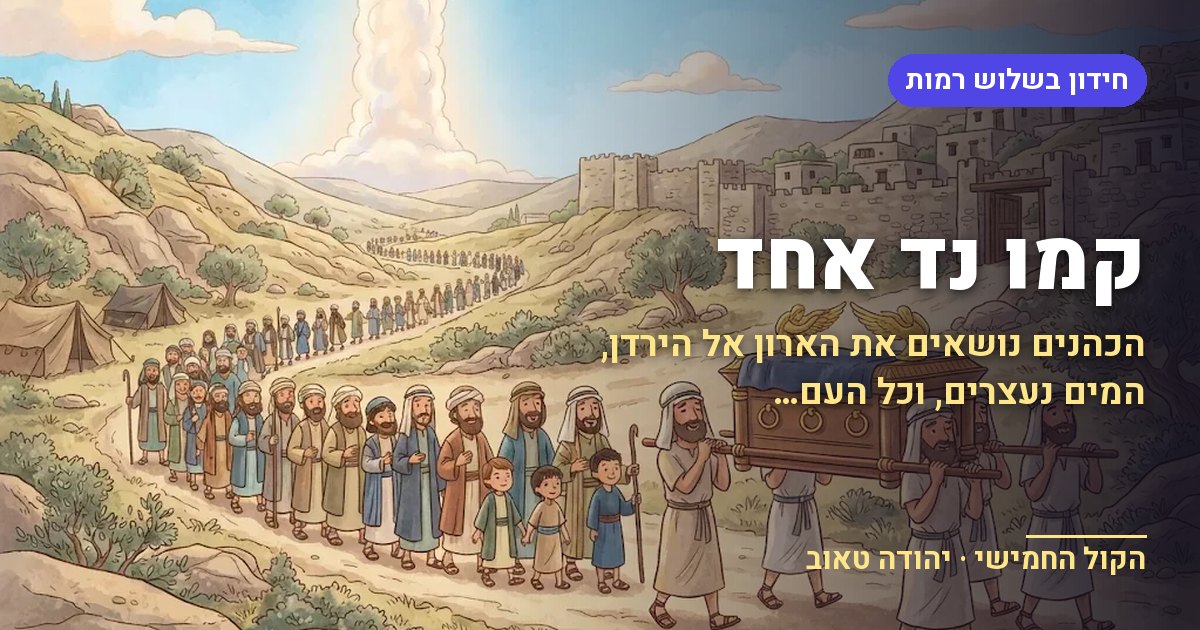 חידון בשלוש רמות
קמו נד אחד
הכהנים נושאים את הארון אל הירדן,
המים נעצרים, וכל העם...
הקול החמישי · יהודה טאוב